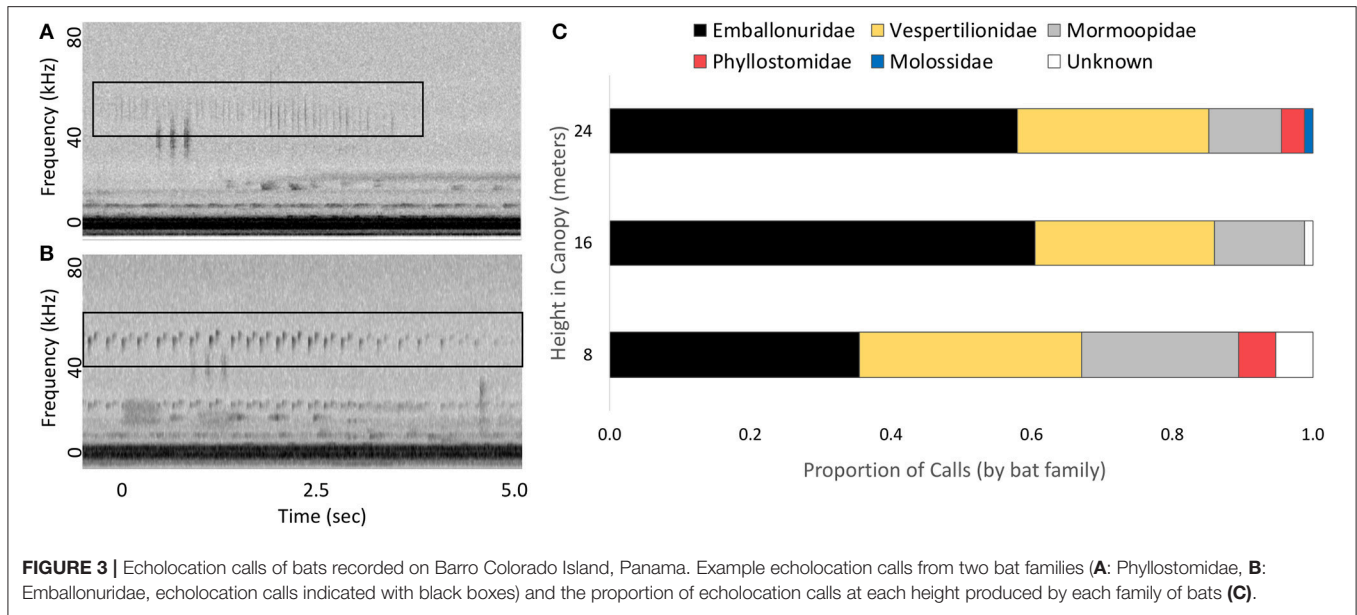 A
80
40
0
Frequency (kHz)
B
80
40
0
Frequency (kHz)
0 2.5 5.0
Time (sec)
C
Emballonuridae Vespertilionidae Mormoopidae
Phyllostomidae Molossidae Unknown
24
16
8
Height in Canopy (meters)
0.0 0.2 0.4 0.6 0.8 1.0
Proportion of Calls (by bat family)
FIGURE 3 | Echolocation calls of bats recorded on Barro Colorado Island, Panama. Example echolocation calls from two bat families (A: Phyllostomidae, B:
Emballonuridae, echolocation calls indicated with black boxes) and the proportion of echolocation calls at each height produced by each family of bats (C).